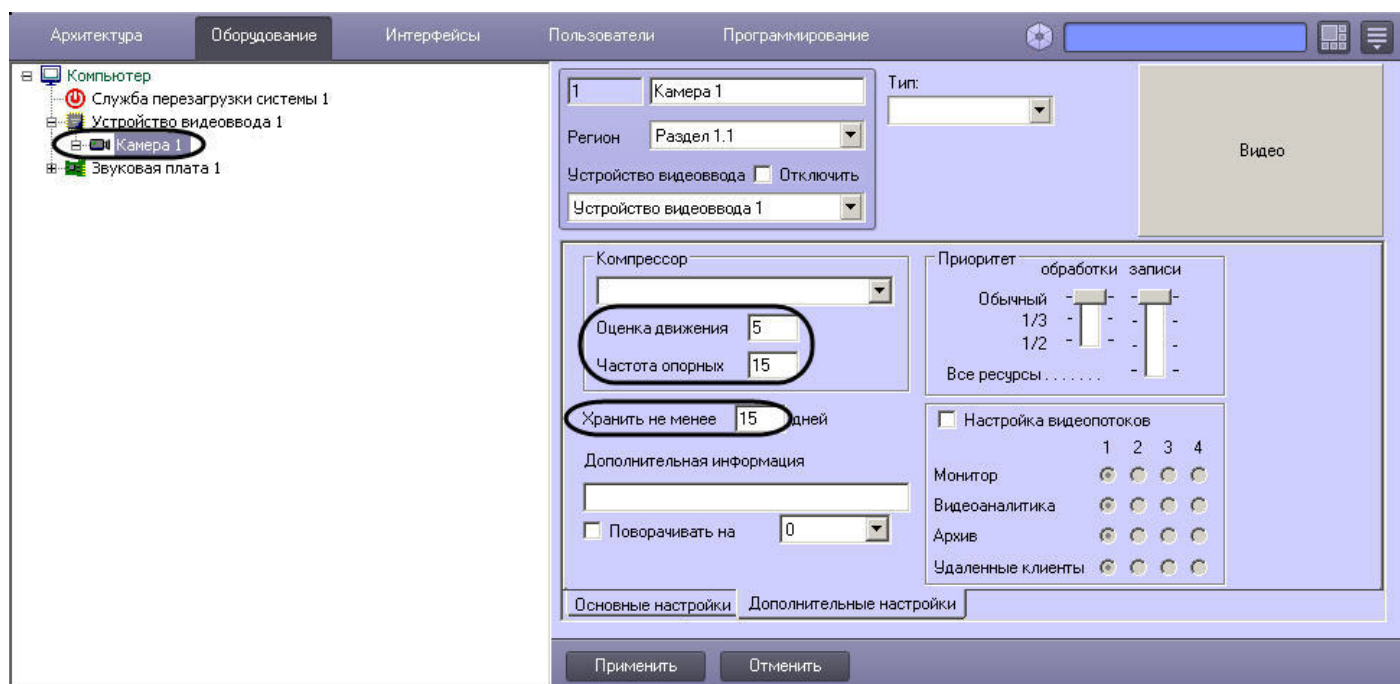 Архитектура Оборудование Интерфейсы Пользователи Программирование
Компьютер
Служба перезагрузки системы 1
Устройство видеоввода 1
Камера 1
Звуковая плата 1
1 Камера 1
Тип:
Регион Раздел 1.1
Устройство видеоввода Отключить
Устройство видеоввода 1
Видео
Компрессор
Оценка движения 5
Частота опорных 15
Хранить не менее 15 дней
Дополнительная информация
Поворачивать на 0
Приоритет
обработки записи
Обычный
1/3
1/2
Все ресурсы . . . . . . .
Настройка видеопотоков
1 2 3 4
Монитор
Видеоаналитика
Архив
Удаленные клиенты
Основные настройки Дополнительные настройки
Применить Отменить